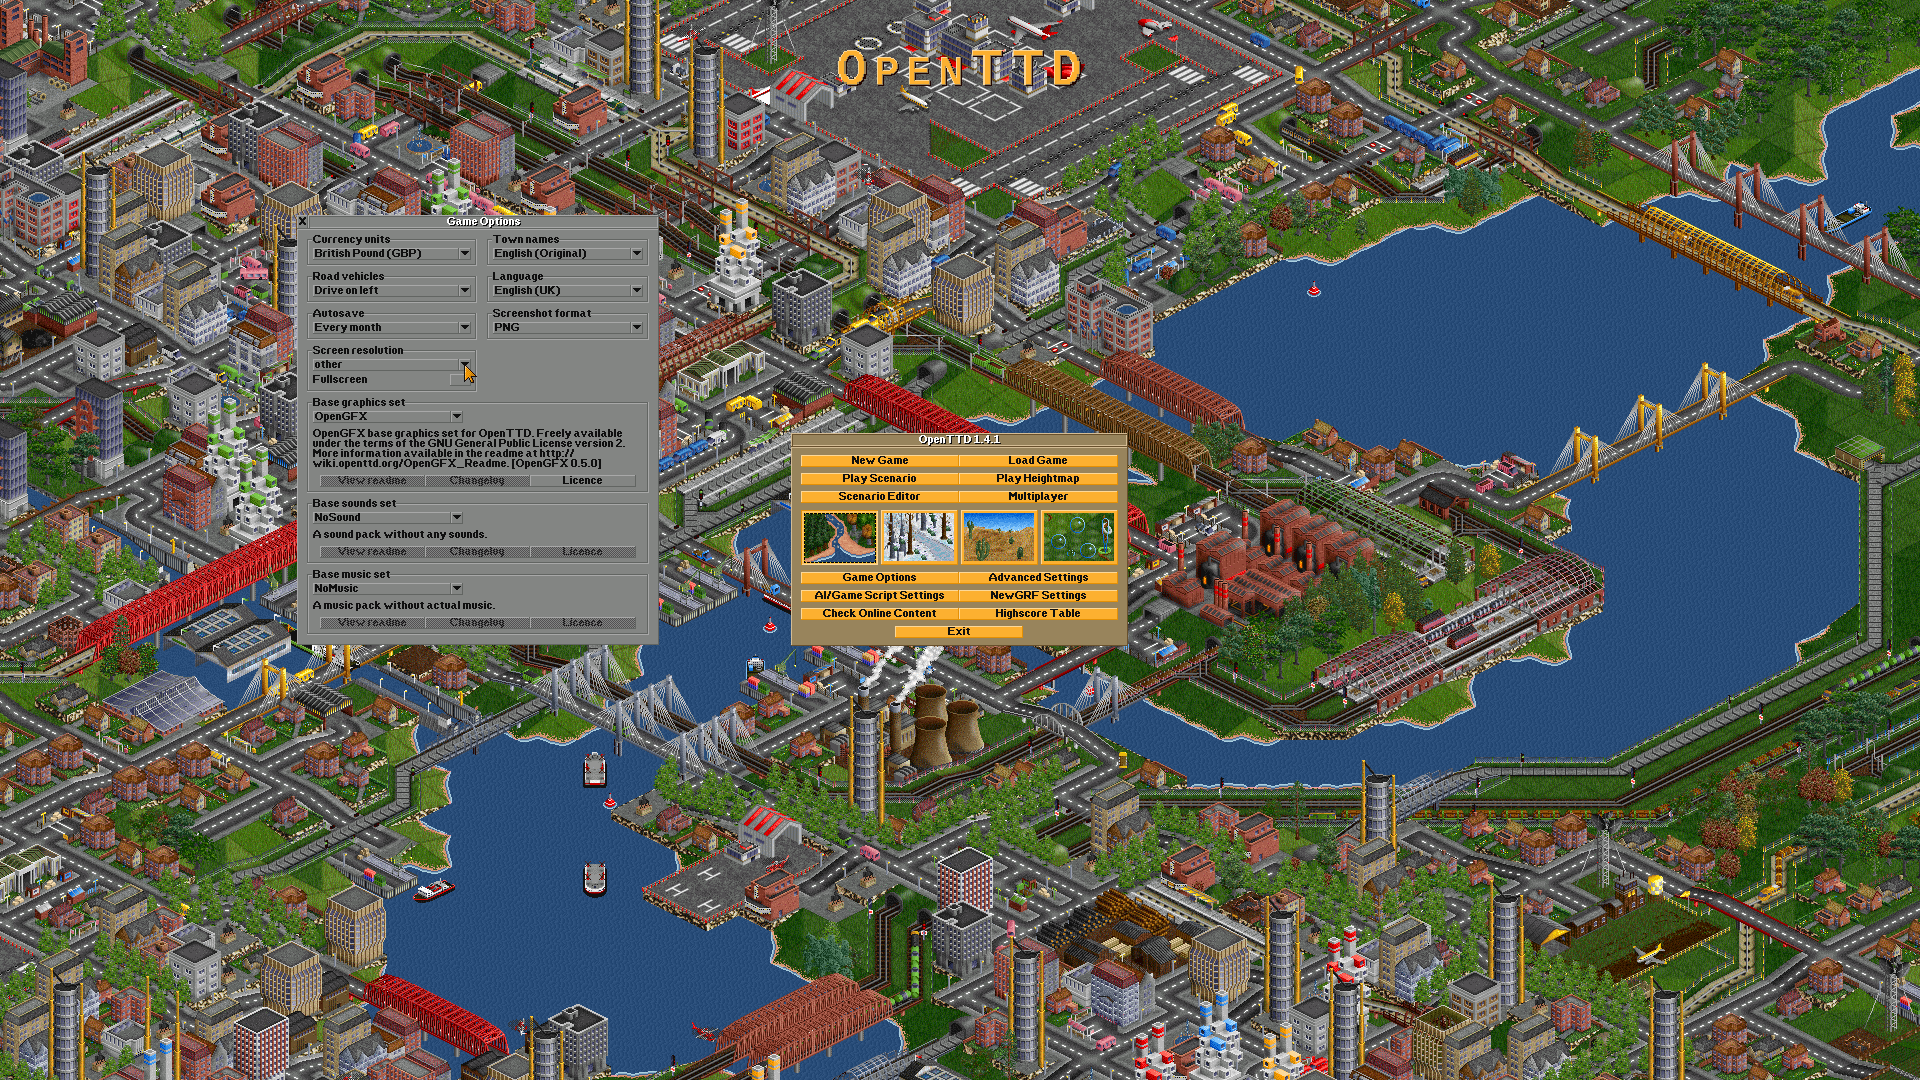 OPENTTD
X Game Options
Currency units Town names
British Pound (GBP) English (Original)
Road vehicles Language
Drive on left English (UK)
Autosave Screenshot format
Every month PNG
Screen resolution
other
Fullscreen
Base graphics set
OpenGFX
OpenGFX base graphics set for OpenTTD. Freely available
under the terms of the GNU General Public License version 2.
More information available in the readme at http://
wiki.openttd.org/OpenGFX_Readme. [OpenGFX 0.5.0]
View readme Changelog Licence
Base sounds set
NoSound
A sound pack without any sounds.
View readme Changelog Licence
Base music set
NoMusic
A music pack without actual music.
View readme Changelog Licence
OpenTTD 1.4.1
New Game Load Game
Play Scenario Play Heightmap
Scenario Editor Multiplayer
Game Options Advanced Settings
AI/Game Script Settings NewGRF Settings
Check Online Content Highscore Table
Exit